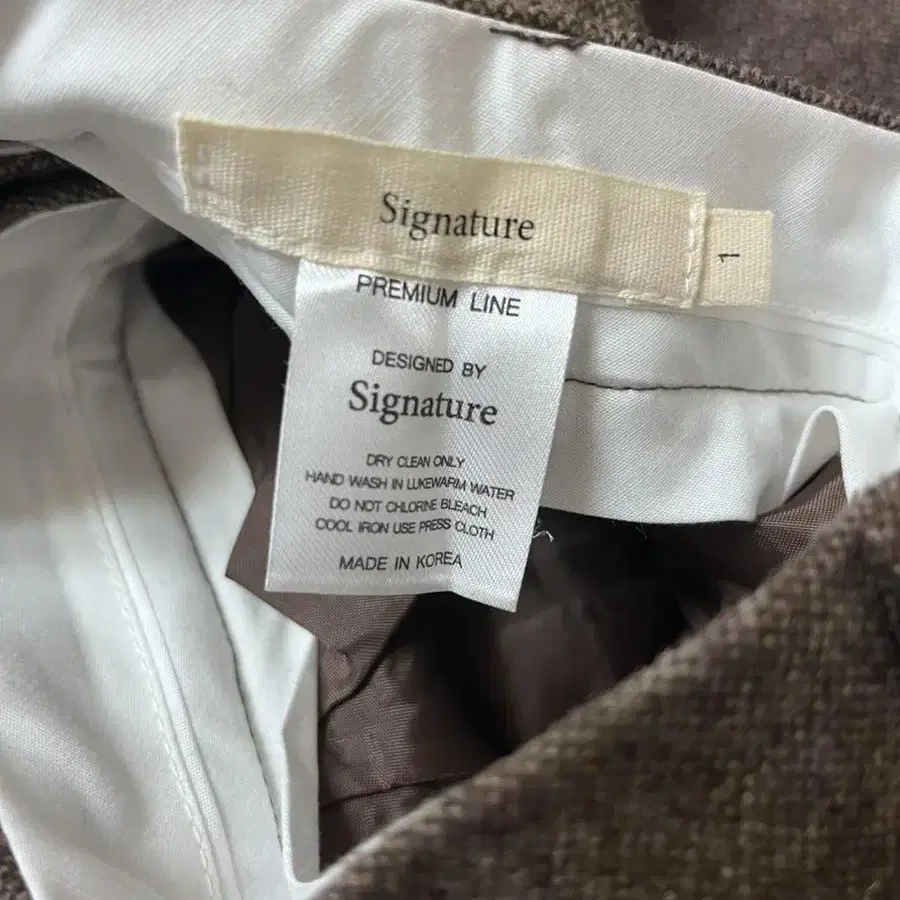 Signature
1
PREMIUM LINE
DESIGNED BY
Signature
DRY CLEAN ONLY
HAND WASH IN LUKEWARM WATER
DO NOT CHLORINE BLEACH
COOL IRON USE PRESS CLOTH
MADE IN KOREA